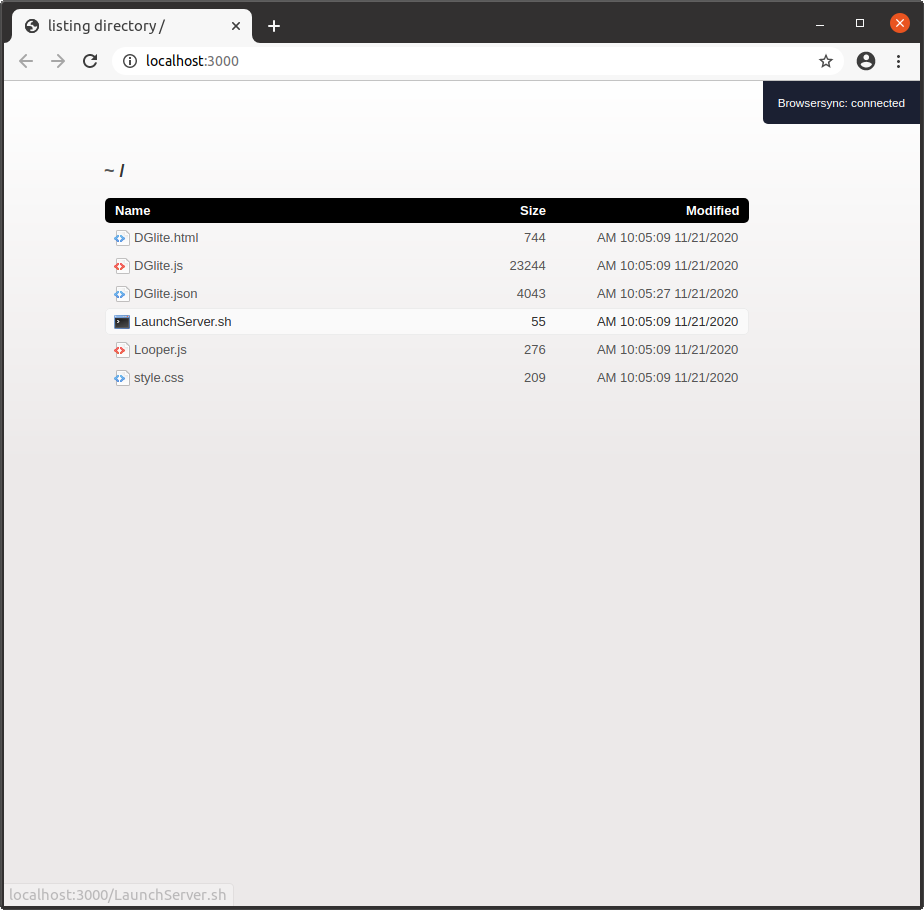 listing directory /
localhost:3000
Browsersync: connected
~ /
Name Size Modified
DGlite.html 744 AM 10:05:09 11/21/2020
DGlite.js 23244 AM 10:05:09 11/21/2020
DGlite.json 4043 AM 10:05:27 11/21/2020
LaunchServer.sh 55 AM 10:05:09 11/21/2020
Looper.js 276 AM 10:05:09 11/21/2020
style.css 209 AM 10:05:09 11/21/2020
localhost:3000/LaunchServer.sh